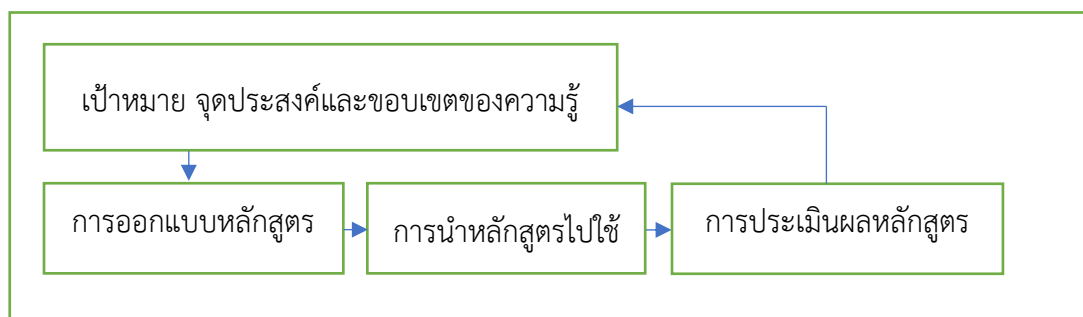 เป้าหมาย จุดประสงค์และขอบเขตของความรู้
การออกแบบหลักสูตร
การนำหลักสูตรไปใช้
การประเมินผลหลักสูตร